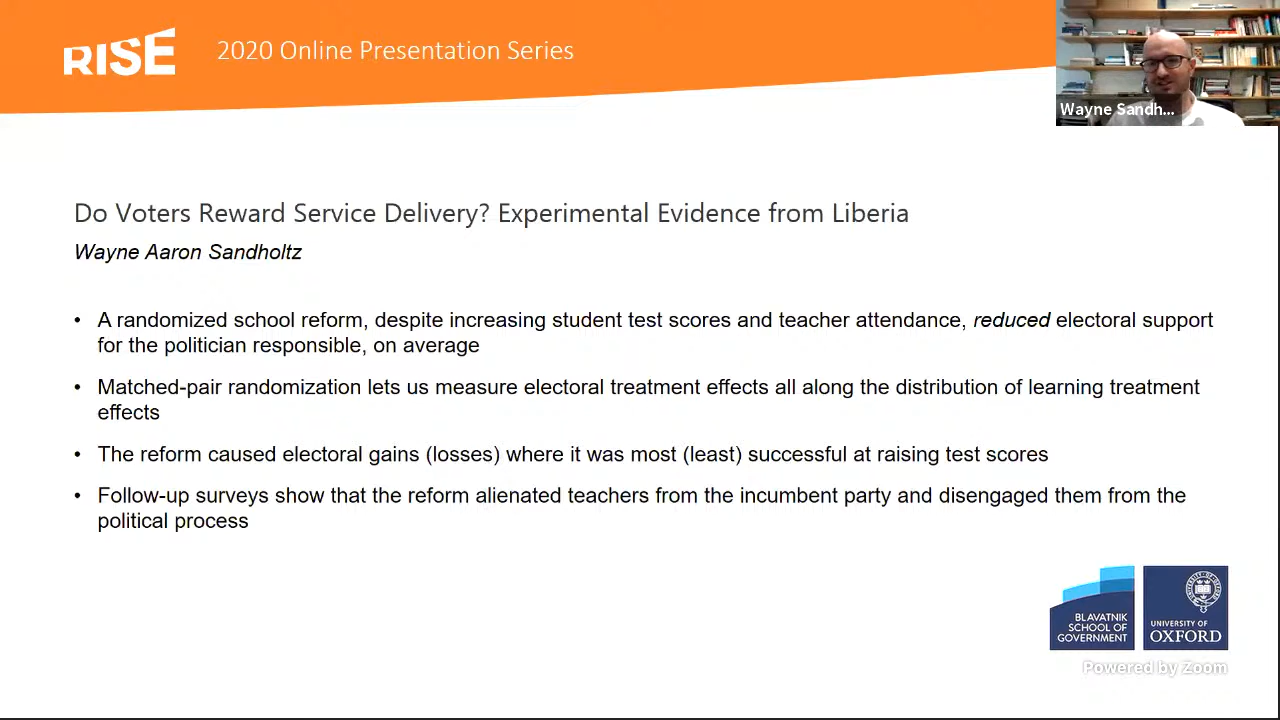 RISE
2020 Online Presentation Series
Wayne Sandh...
Do Voters Reward Service Delivery? Experimental Evidence from Liberia
Wayne Aaron Sandholtz
• A randomized school reform, despite increasing student test scores and teacher attendance, reduced electoral support
for the politician responsible, on average
• Matched-pair randomization lets us measure electoral treatment effects all along the distribution of learning treatment
effects
• The reform caused electoral gains (losses) where it was most (least) successful at raising test scores
• Follow-up surveys show that the reform alienated teachers from the incumbent party and disengaged them from the
political process
BLAVATNIK
SCHOOL OF
GOVERNMENT
UNIVERSITY OF
OXFORD
Powered by Zoom